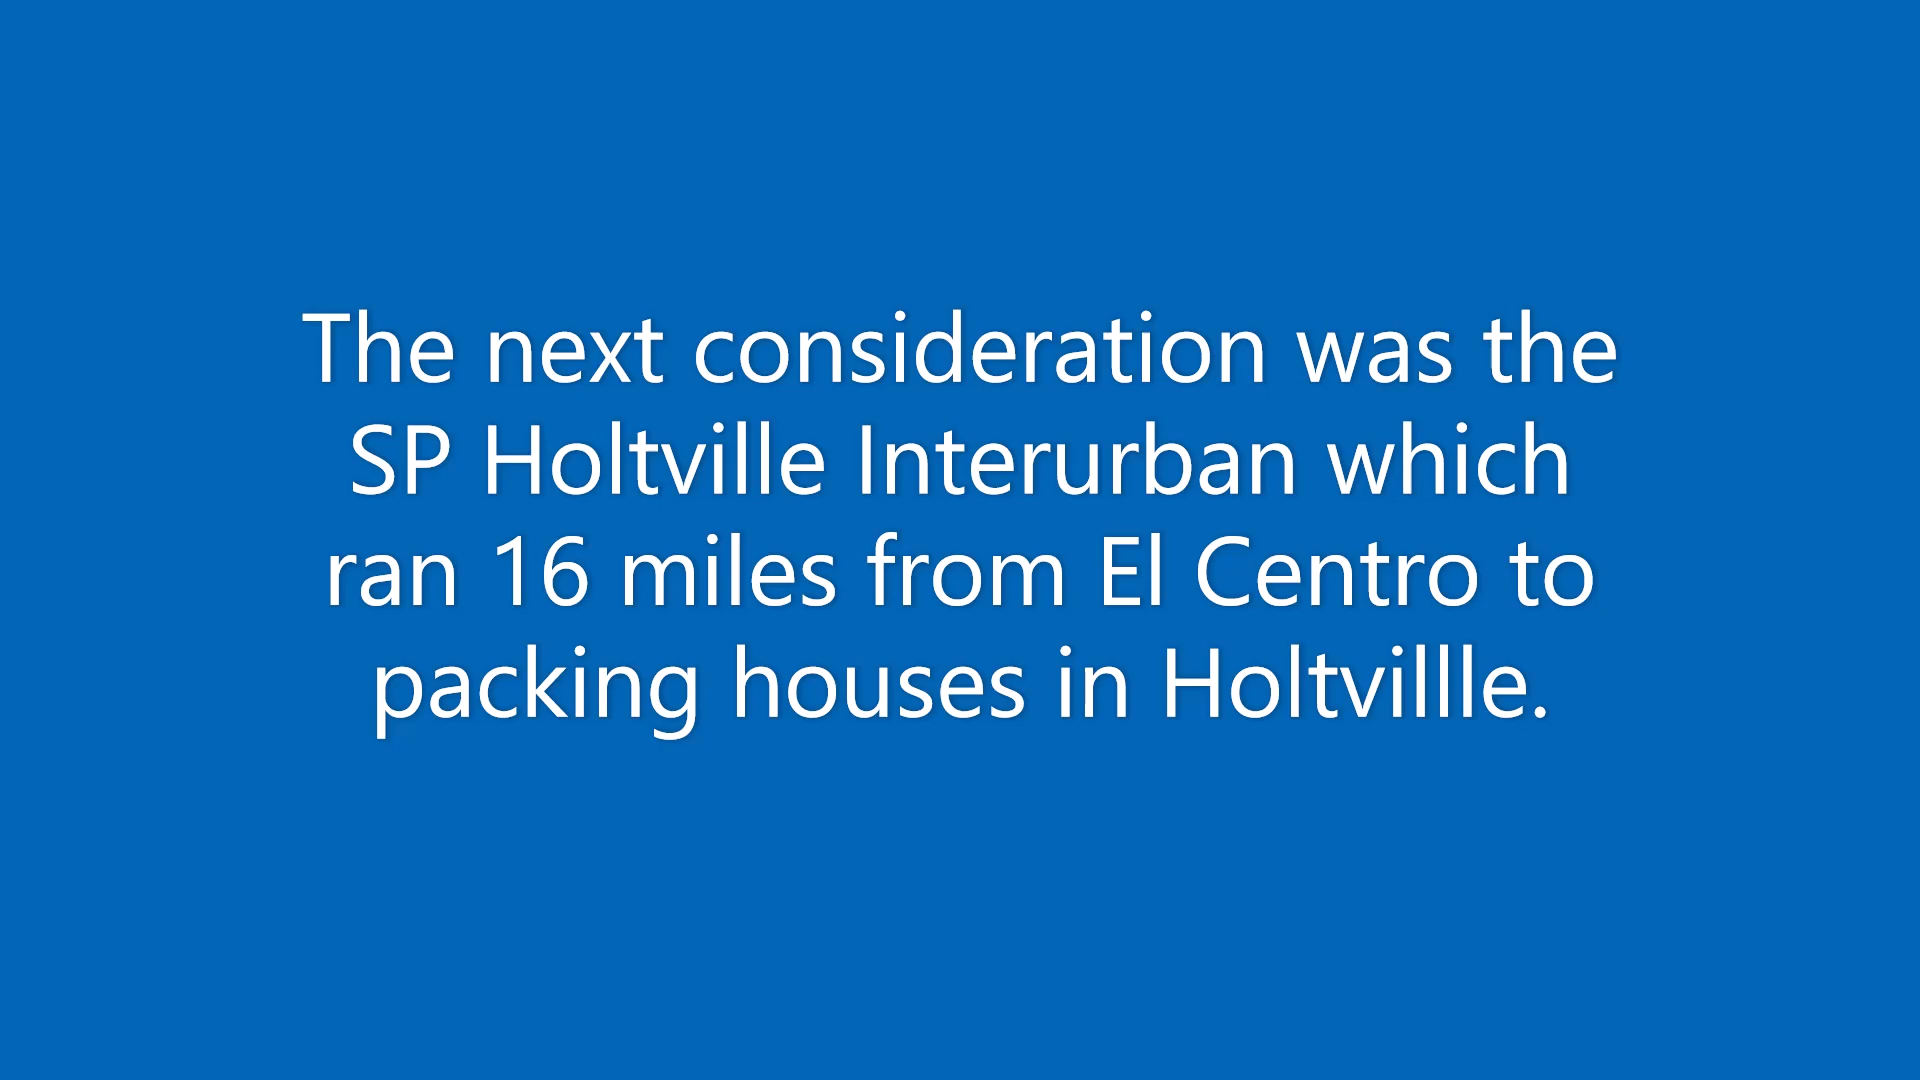 The next consideration was the
SP Holtville Interurban which
ran 16 miles from El Centro to
packing houses in Holtvillle.